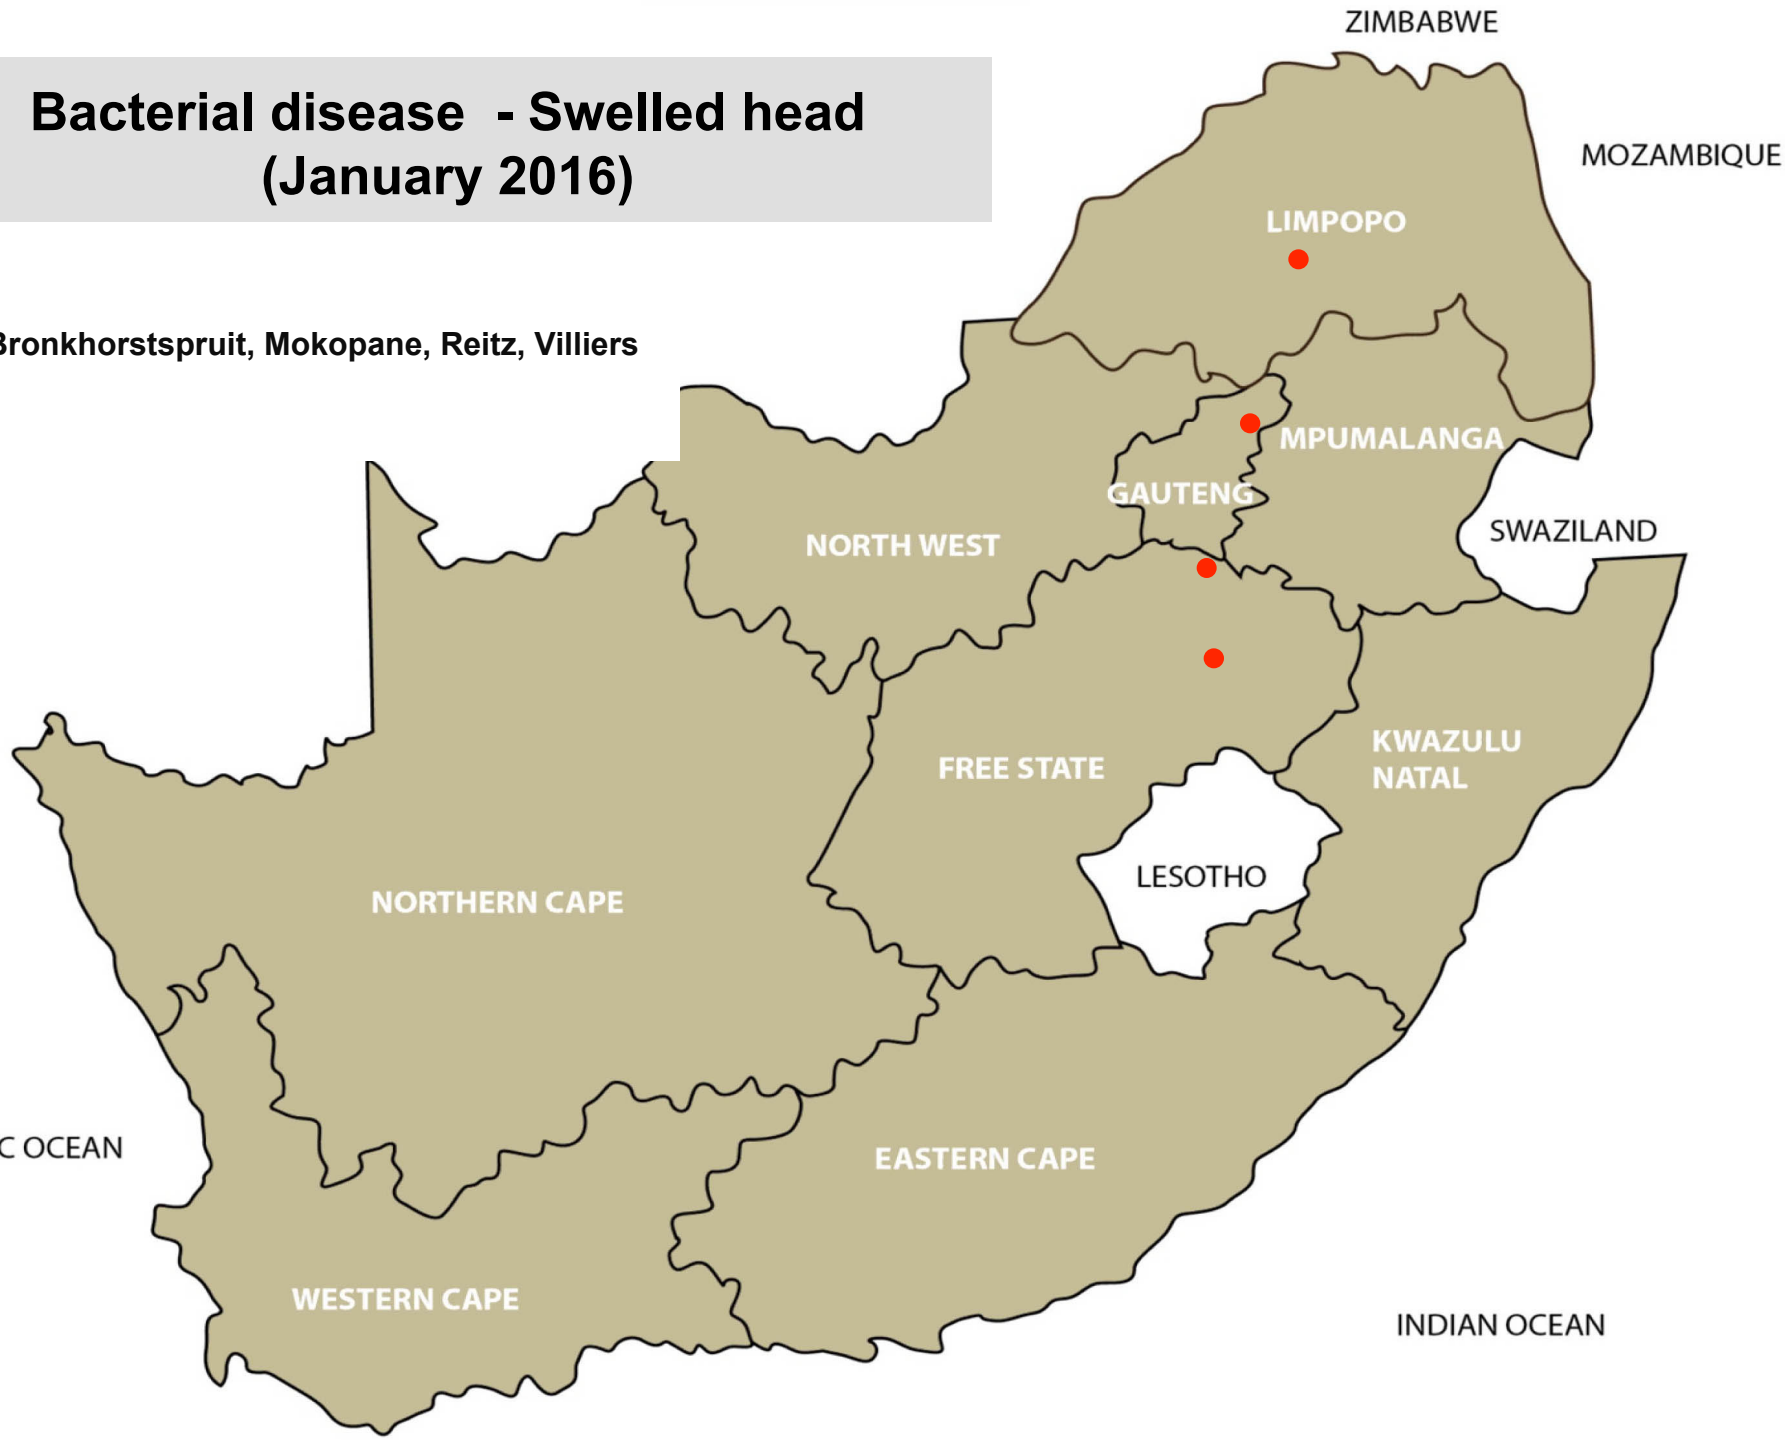 ZIMBABWE
Bacterial disease - Swelled head
(January 2016)
MOZAMBIQUE
LIMPOPO
Bronkhorstspruit, Mokopane, Reitz, Villiers
MPUMALANGA
GAUTENG
SWAZILAND
NORTH WEST
KWAZULU
NATAL
FREE STATE
LESOTHO
NORTHERN CAPE
C OCEAN
EASTERN CAPE
WESTERN CAPE
INDIAN OCEAN